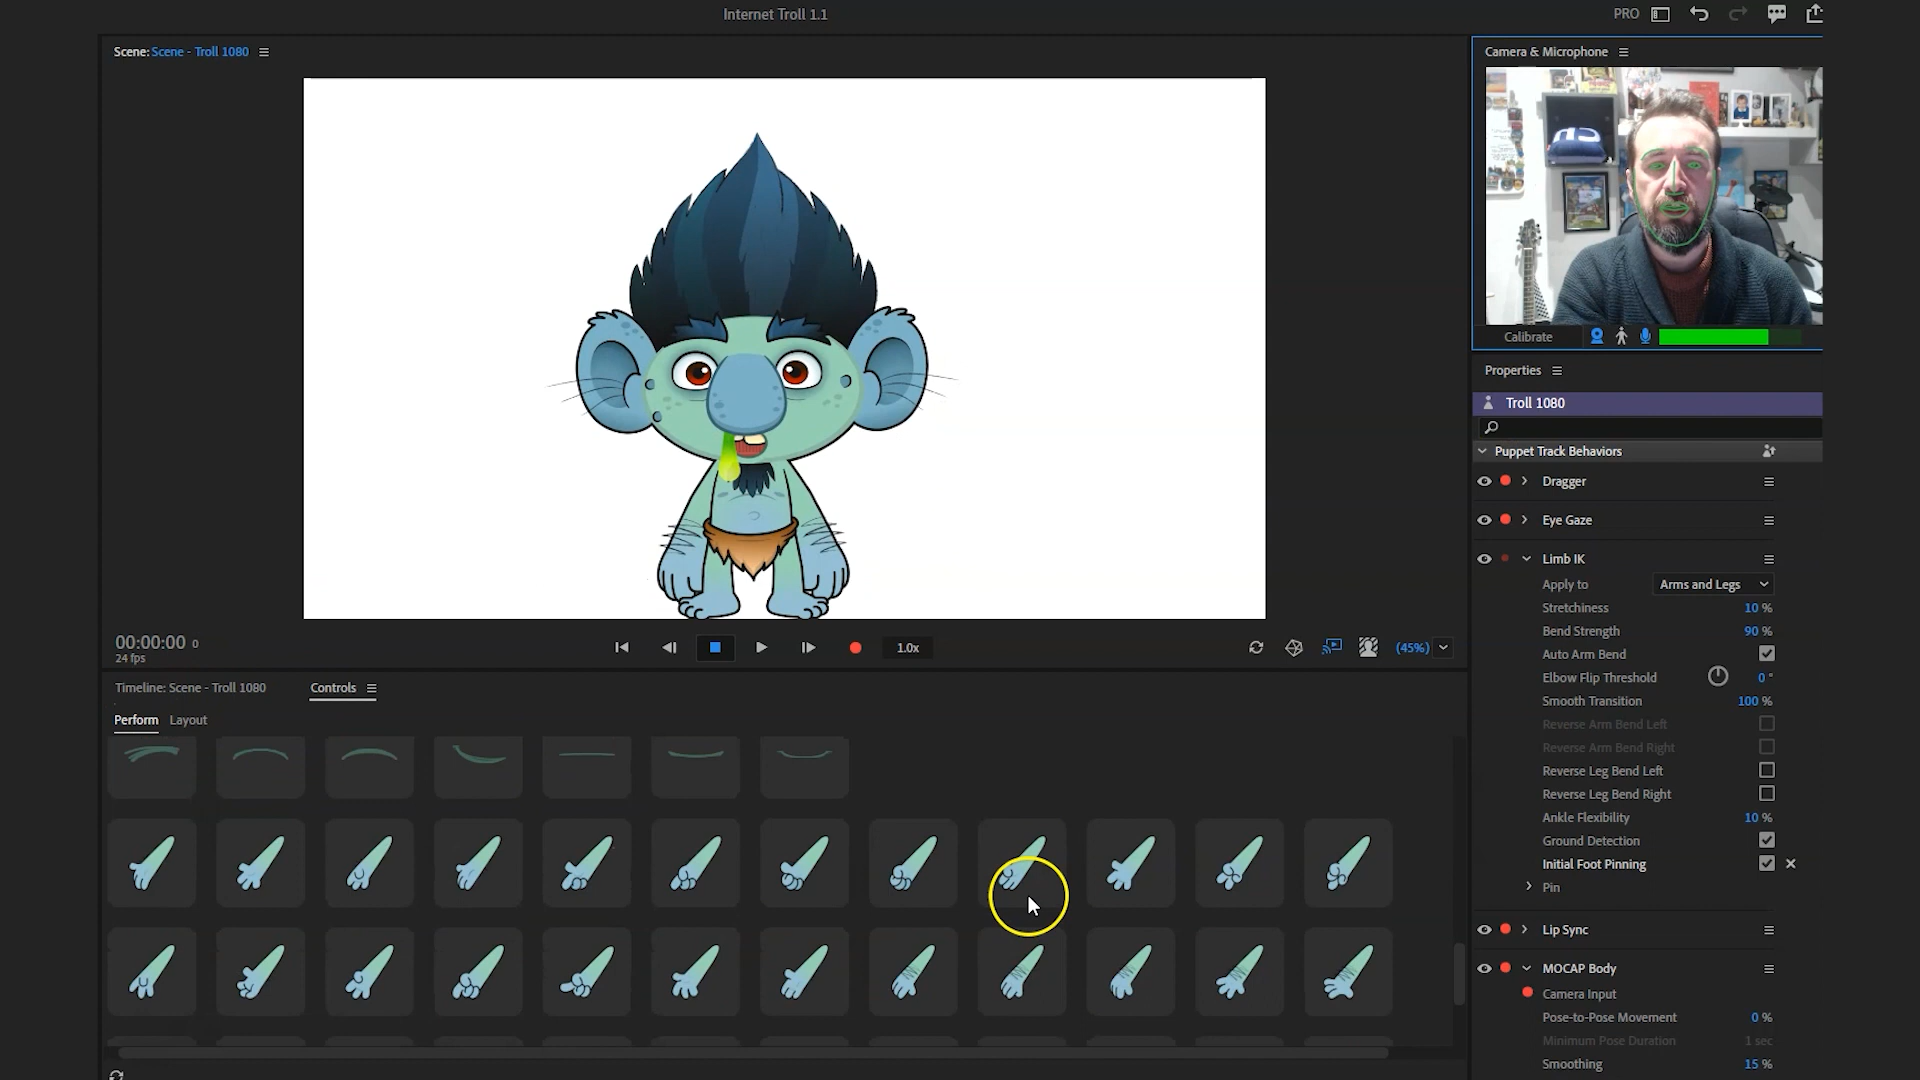 Internet Troll 1.1
PRO
Scene: Scene - Troll 1080
Camera & Microphone
Calibrate
Properties
Troll 1080
Puppet Track Behaviors
Dragger
Eye Gaze
Limb IK
Apply to Arms and Legs
Stretchiness 10 %
Bend Strength 90 %
Auto Arm Bend
Elbow Flip Threshold 0 °
Smooth Transition 100 %
Reverse Arm Bend Left
Reverse Arm Bend Right
Reverse Leg Bend Left
Reverse Leg Bend Right
Ankle Flexibility 10 %
Ground Detection
Initial Foot Pinning
Pin
Lip Sync
MOCAP Body
Camera Input
Pose-to-Pose Movement 0 %
Minimum Pose Duration 1 sec
Smoothing 15 %
00:00:00 0
24 fps
1.0x
(45%)
Timeline: Scene - Troll 1080
Controls
Perform Layout